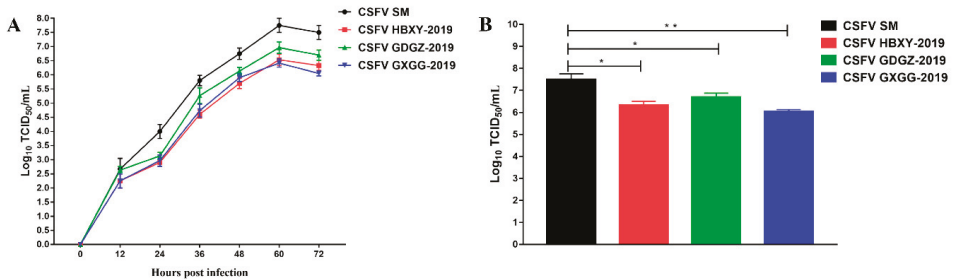 A
Log10 TCID50/mL
8.0
7.5
7.0
6.5
6.0
5.5
5.0
4.5
4.0
3.5
3.0
2.5
2.0
1.5
1.0
0.5
0.0
0 12 24 36 48 60 72
Hours post infection
CSFV SM
CSFV HBXY-2019
CSFV GDGZ-2019
CSFV GXGG-2019
B
Log10 TCID50/mL
10
9
8
7
6
5
4
3
2
1
0
* *
*
*
CSFV SM
CSFV HBXY-2019
CSFV GDGZ-2019
CSFV GXGG-2019